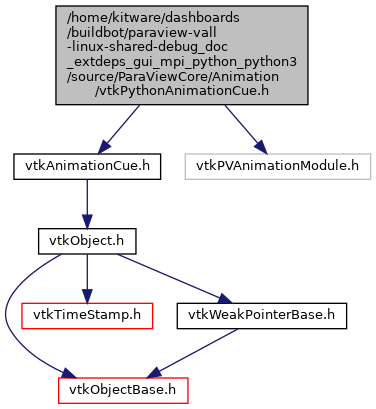 /home/kitware/dashboards
/buildbot/paraview-vall
-linux-shared-debug_doc
_extdeps_gui_mpi_python_python3
/source/ParaViewCore/Animation
/vtkPythonAnimationCue.h
vtkAnimationCue.h
vtkPVAnimationModule.h
vtkObject.h
vtkTimeStamp.h
vtkWeakPointerBase.h
vtkObjectBase.h